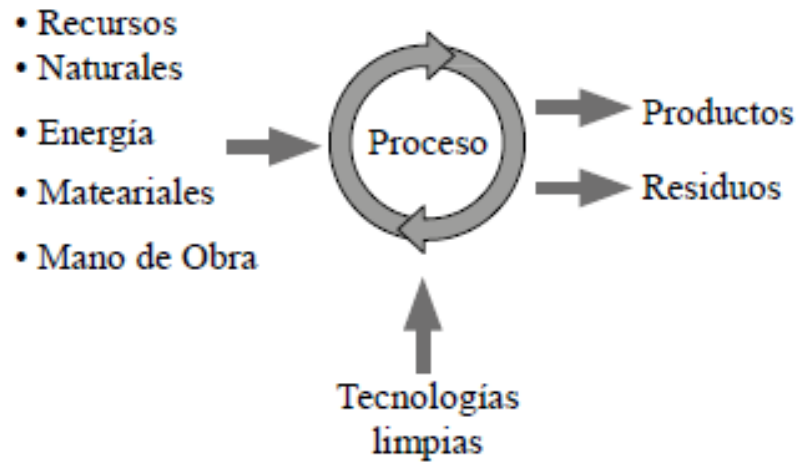 • Recursos
• Naturales
• Energía
• Mateariales
• Mano de Obra
Proceso
Productos
Residuos
Tecnologías
limpias